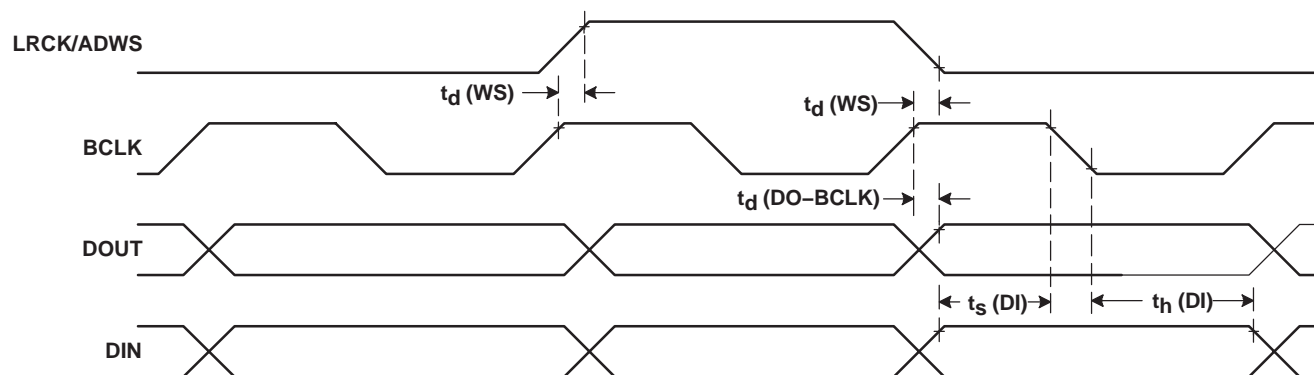 LRCK/ADWS
td (WS)
td (WS)
BCLK
td (DO–BCLK)
DOUT
ts (DI)
th (DI)
DIN